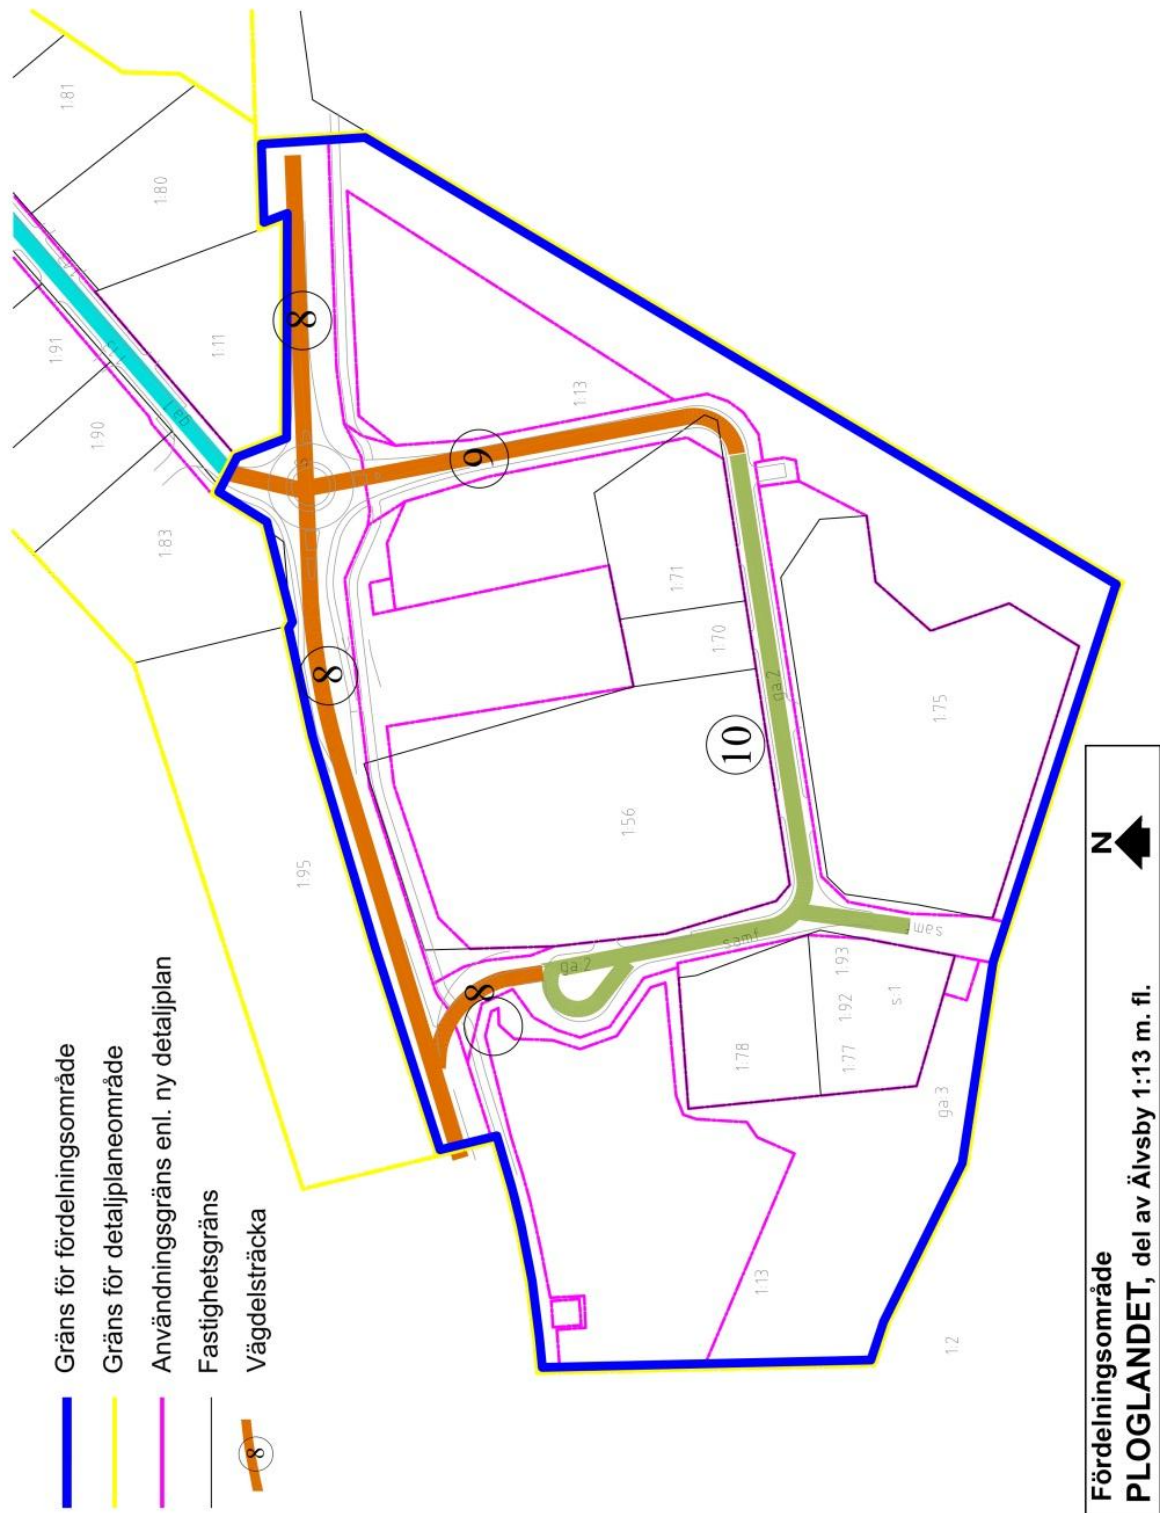 Gräns för fördelningsområde
Gräns för detaljplaneområde
Användningsgräns enl. ny detaljplan
Fastighetsgräns
Vägdelsträcka
8
1:81
1:80
1:91
1:11
1:90
ga 1
1:83
8
1:13
9
8
1:71
1:70
1:95
ga 2
10
1:56
1:75
samf
sam
ga 2
8
1:93
1:92
s:1
1:78
1:77
ga 3
1:13
1:2
N
Fördelningsområde
PLOGLANDET, del av Älvsby 1:13 m. fl.